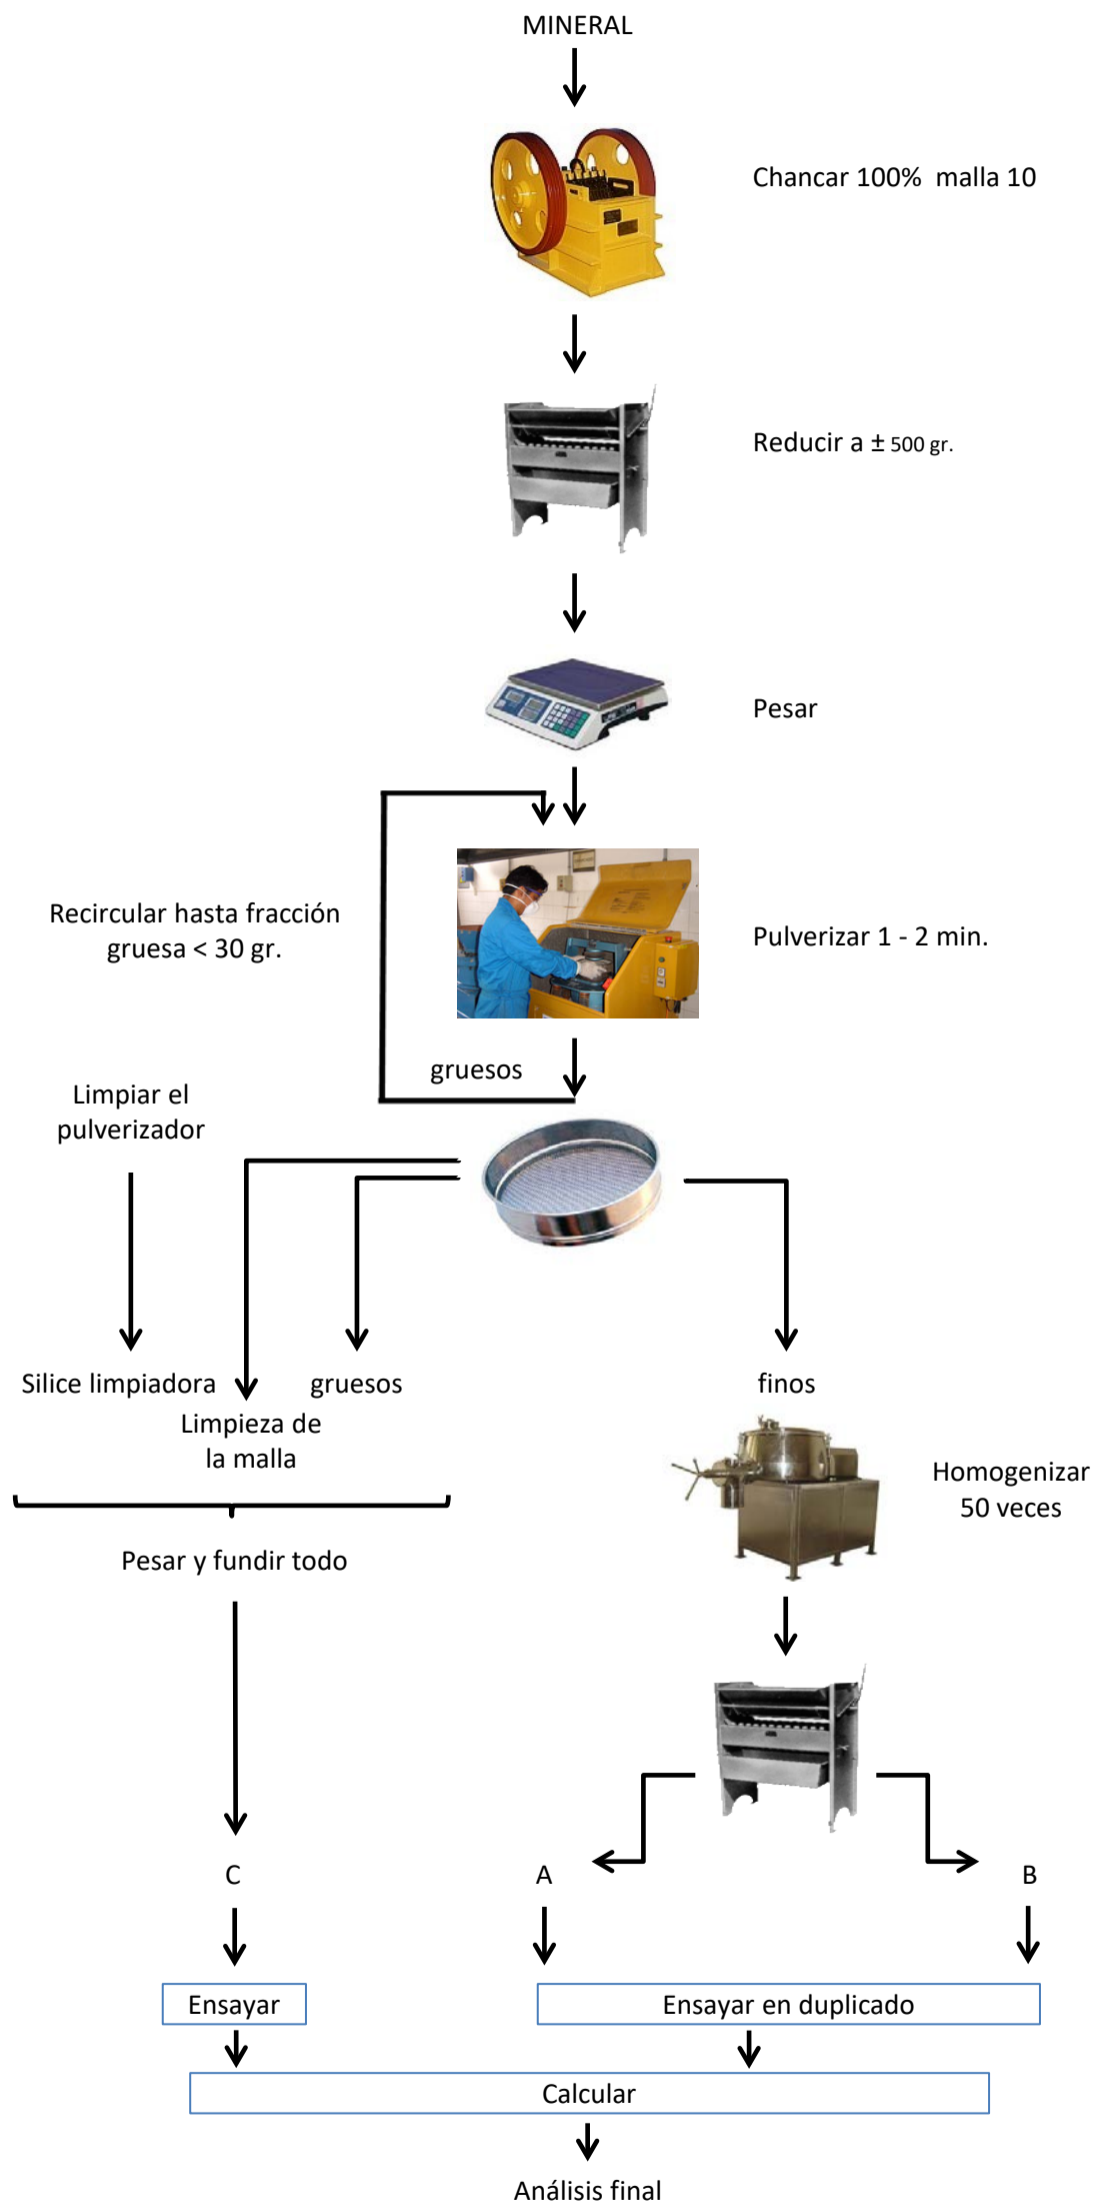 MINERAL
Chancar 100%  malla 10
Reducir a ± 500 gr.
Pesar
Recircular hasta fracción
gruesa < 30 gr.
Pulverizar 1 - 2 min.
gruesos
Limpiar el
pulverizador
Silice limpiadora
gruesos
finos
Limpieza de
la malla
Homogenizar
50 veces
Pesar y fundir todo
C
A
B
Ensayar
Ensayar en duplicado
Calcular
Análisis final